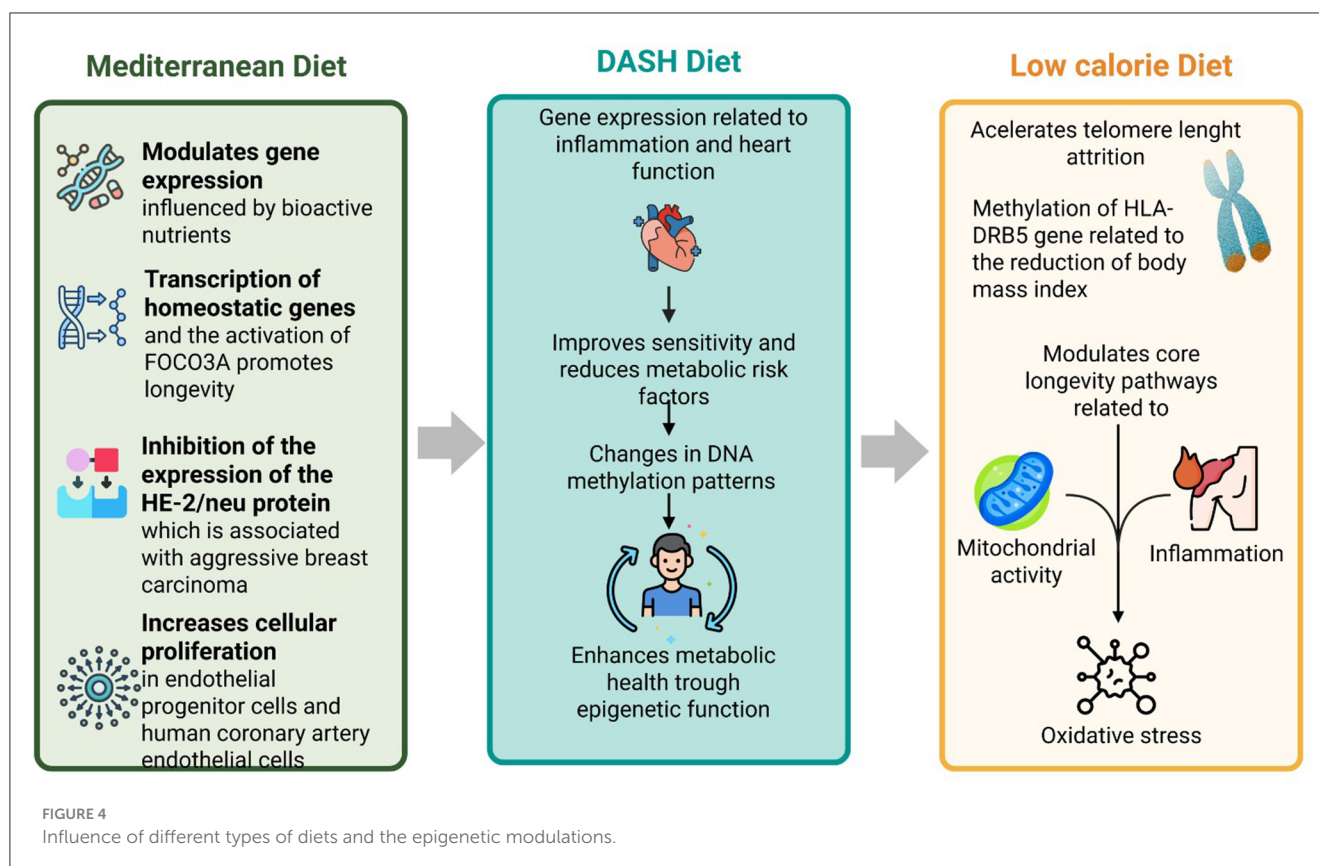 Mediterranean Diet
Modulates gene
expression
influenced by bioactive
nutrients
Transcription of
homeostatic genes
and the activation of
FOCO3A promotes
longevity
Inhibition of the
expression of the
HE-2/neu protein
which is associated
with aggressive breast
carcinoma
Increases cellular
proliferation
in endothelial
progenitor cells and
human coronary artery
endothelial cells
DASH Diet
Gene expression related to
inflammation and heart
function
Improves sensitivity and
reduces metabolic risk
factors
Changes in DNA
methylation patterns
Enhances metabolic
health trough
epigenetic function
Low calorie Diet
Acelerates telomere lenght
attrition
Methylation of HLA-
DRB5 gene related to
the reduction of body
mass index
Modulates core
longevity pathways
related to
Mitochondrial
activity
Inflammation
Oxidative stress
FIGURE 4
Influence of different types of diets and the epigenetic modulations.